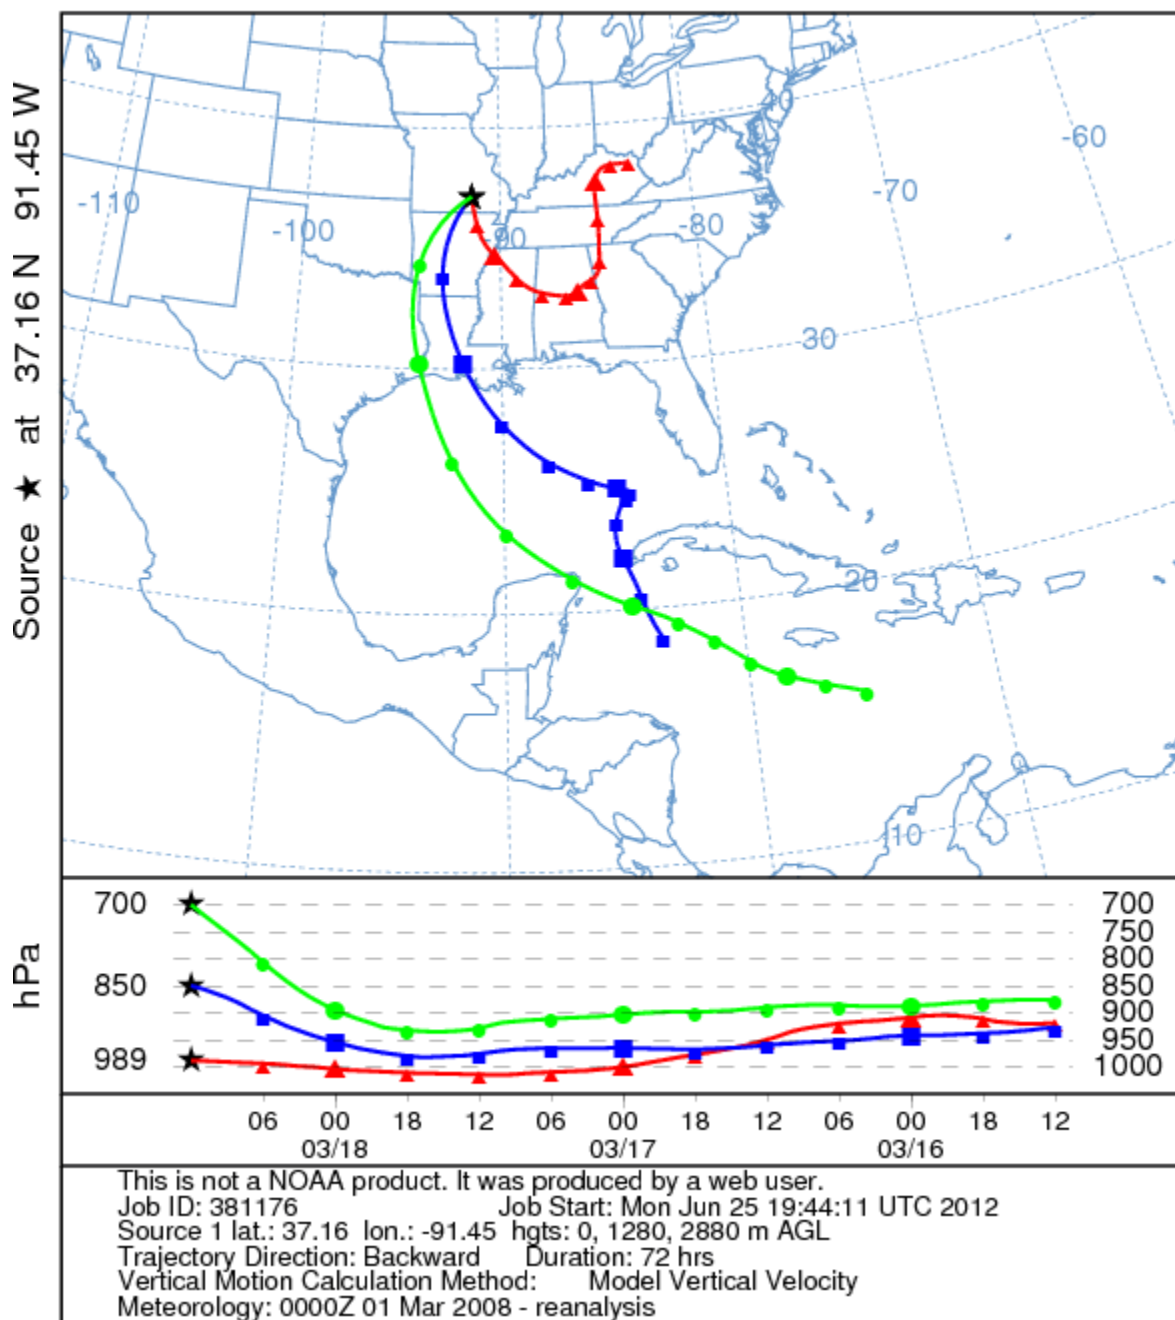 Source ★ at 37.16 N 91.45 W
-110
-100
-90
-80
-70
-60
40
30
20
10
hPa
700 700
750
800
850 850
900
950
989 1000
06 00 18 12 06 00 18 12 06 00 18 12
03/18 03/17 03/16
This is not a NOAA product. It was produced by a web user.
Job ID: 381176 Job Start: Mon Jun 25 19:44:11 UTC 2012
Source 1 lat.: 37.16 lon.: -91.45 hgts: 0, 1280, 2880 m AGL
Trajectory Direction: Backward Duration: 72 hrs
Vertical Motion Calculation Method: Model Vertical Velocity
Meteorology: 0000Z 01 Mar 2008 - reanalysis